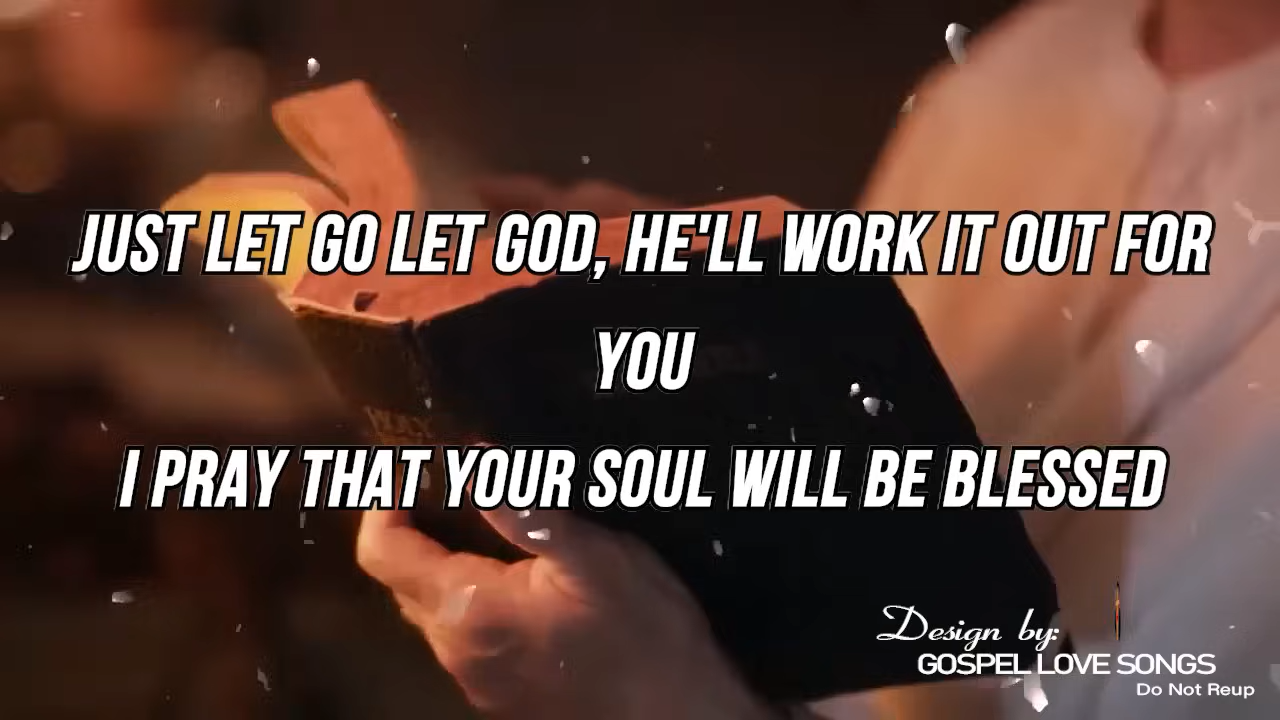 JUST LET GO LET GOD, HE'LL WORK IT OUT FOR
YOU
I PRAY THAT YOUR SOUL WILL BE BLESSED
HOLY
Design by:
GOSPEL LOVE SONGS
Do Not Reup